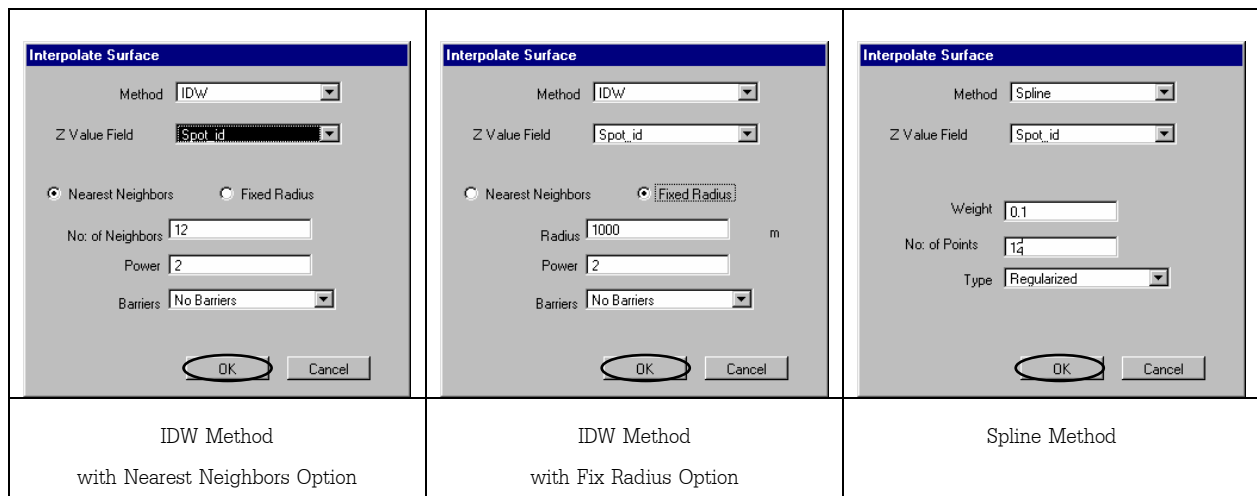 Interpolate Surface
Method IDW
Z Value Field Spot_id
Nearest Neighbors Fixed Radius
No: of Neighbors 12
Power 2
Barriers No Barriers
OK Cancel
IDW Method
with Nearest Neighbors Option
Interpolate Surface
Method IDW
Z Value Field Spot_id
Nearest Neighbors Fixed Radius
Radius 1000 m
Power 2
Barriers No Barriers
OK Cancel
IDW Method
with Fix Radius Option
Interpolate Surface
Method Spline
Z Value Field Spot_id
Weight 0.1
No: of Points 12
Type Regularized
OK Cancel
Spline Method